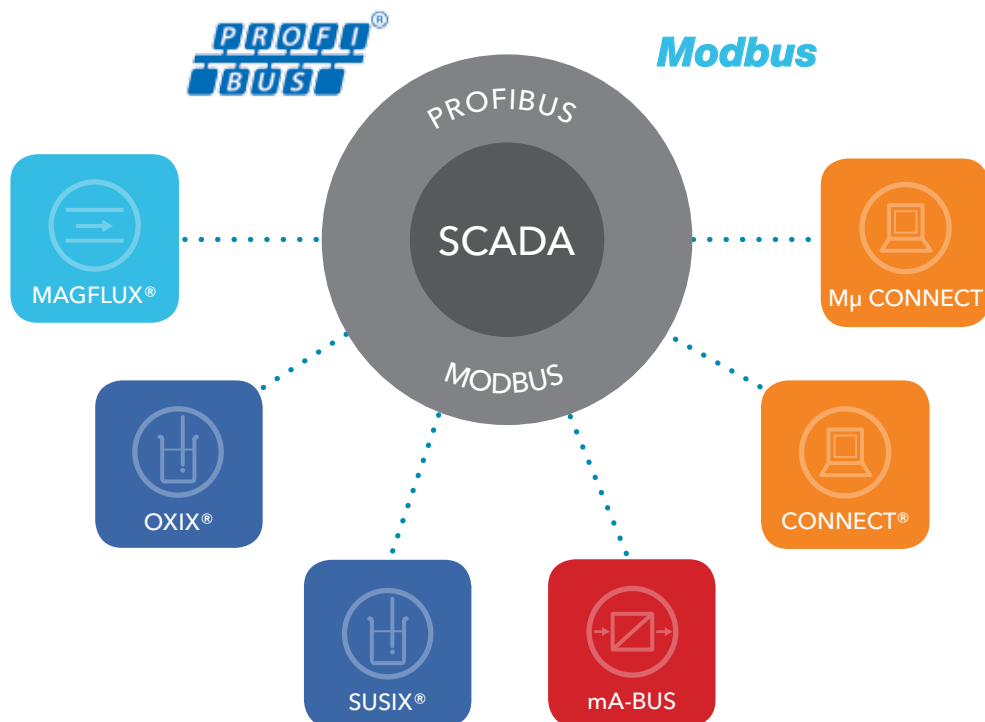 PROFI®
BUS
Modbus
PROFIBUS
SCADA
MODBUS
MAGFLUX®
Mµ CONNECT
OXIX®
CONNECT®
SUSIX®
mA-BUS